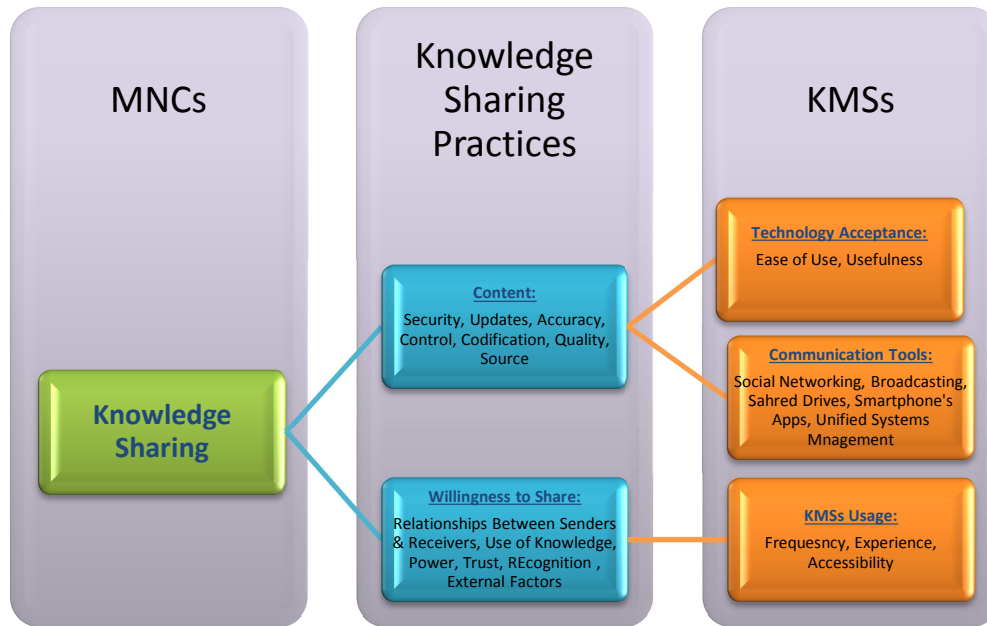 MNCs
Knowledge
Sharing
Practices
KMSs
Knowledge
Sharing
Content:
Security, Updates, Accuracy,
Control, Codification, Quality,
Source
Willingness to Share:
Relationships Between Senders
& Receivers, Use of Knowledge,
Power, Trust, REcognition ,
External Factors
Technology Acceptance:
Ease of Use, Usefulness
Communication Tools:
Social Networking, Broadcasting,
Sahred Drives, Smartphone's
Apps, Unified Systems
Mnagement
KMSs Usage:
Frequesncy, Experience,
Accessibility